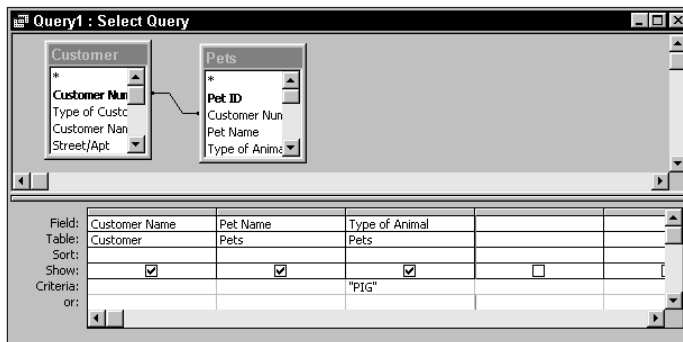 Query1 : Select Query
Customer
*
Customer Num
Type of Custc
Customer Nan
Street/Apt
Pets
*
Pet ID
Customer Nun
Pet Name
Type of Anima
Field: Customer Name Pet Name Type of Animal
Table: Customer Pets Pets
Sort:
Show:
Criteria: "PIG"
or: